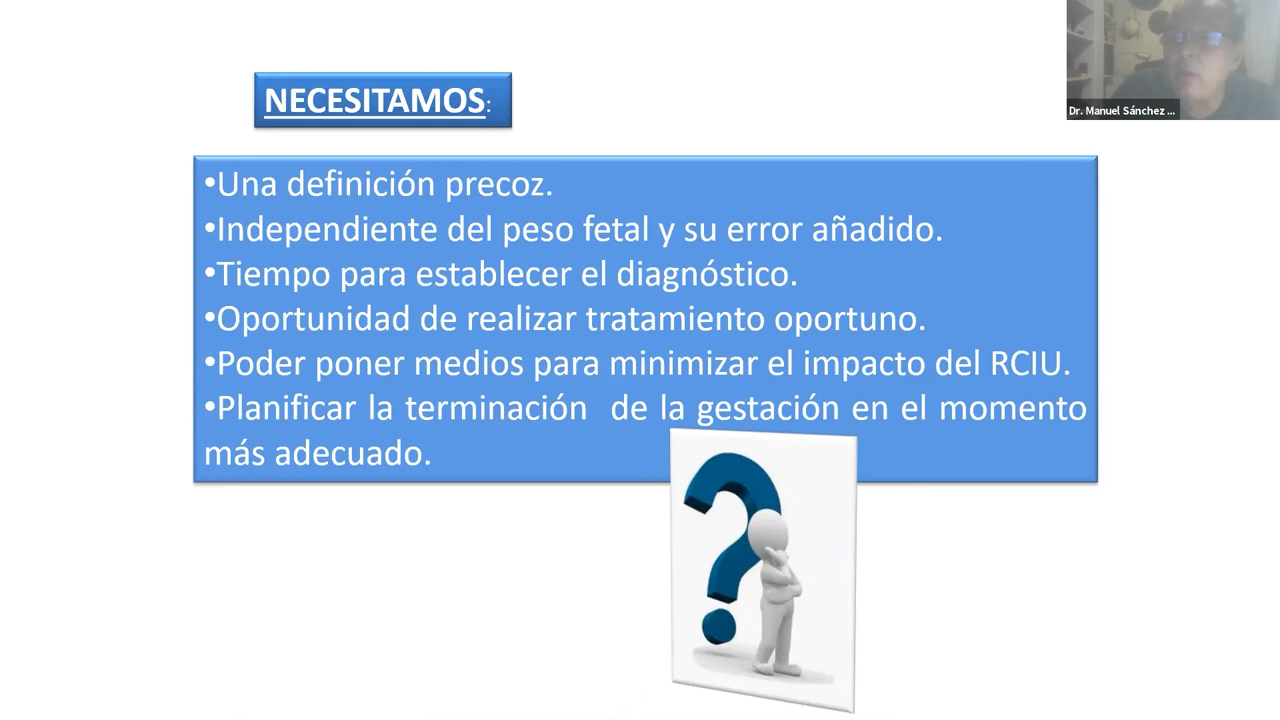 NECESITAMOS:
•Una definición precoz.
•Independiente del peso fetal y su error añadido.
•Tiempo para establecer el diagnóstico.
•Oportunidad de realizar tratamiento oportuno.
•Poder poner medios para minimizar el impacto del RCIU.
•Planificar la terminación de la gestación en el momento
más adecuado.
Dr. Manuel Sánchez ...